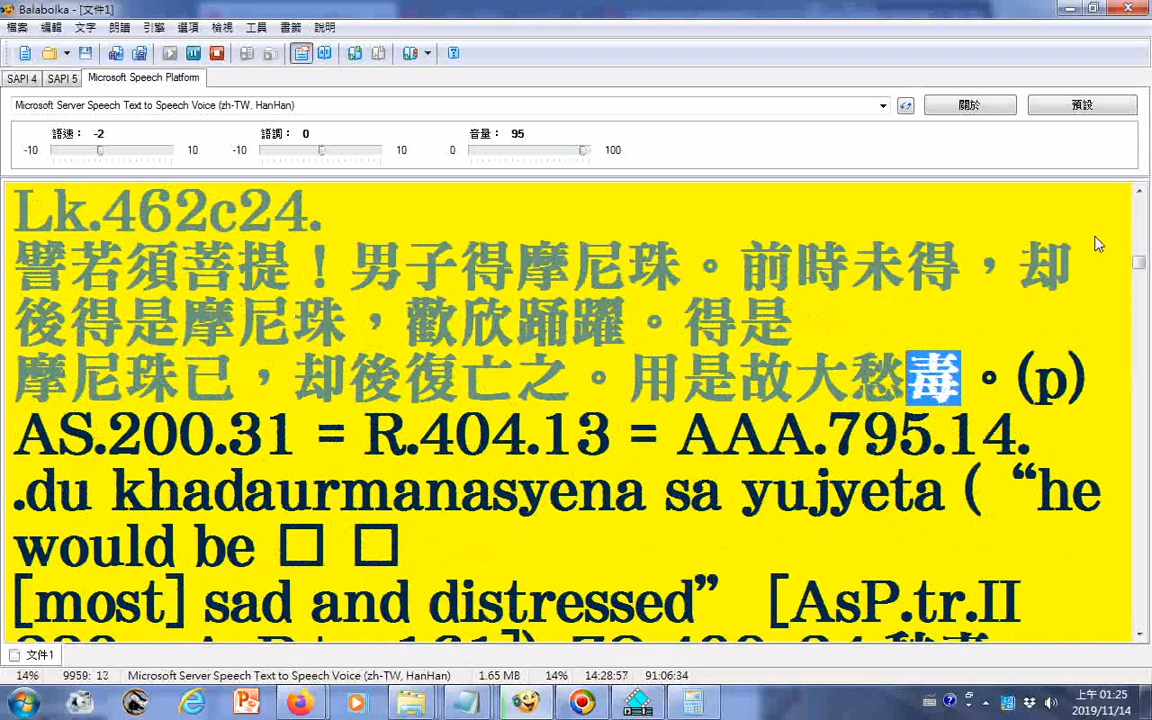 Balabolka - [文件1]
檔案 編輯 文字 朗讀 引擎 選項 檢視 工具 書籤 說明
SAPI 4 SAPI 5 Microsoft Speech Platform
Microsoft Server Speech Text to Speech Voice (zh-TW, HanHan) 關於 預設
語速： -2 語調： 0 音量： 95
-10 10 -10 10 0 100
Lk.462c24.
譬若須菩提！男子得摩尼珠。前時未得，却
後得是摩尼珠，歡欣踊躍。得是
摩尼珠已，却後復亡之。用是故大愁毒。(p)
AS.200.31 = R.404.13 = AAA.795.14.
.du khadaurmanasyena sa yujyeta ( “he
would be □ □
[most] sad and distressed” [AsP.tr.II
文件1
14% 9959: 13 Microsoft Server Speech Text to Speech Voice (zh-TW, HanHan) 1.65 MB 14% 14:28:57 91:06:34
上午 01:25
2019/11/14